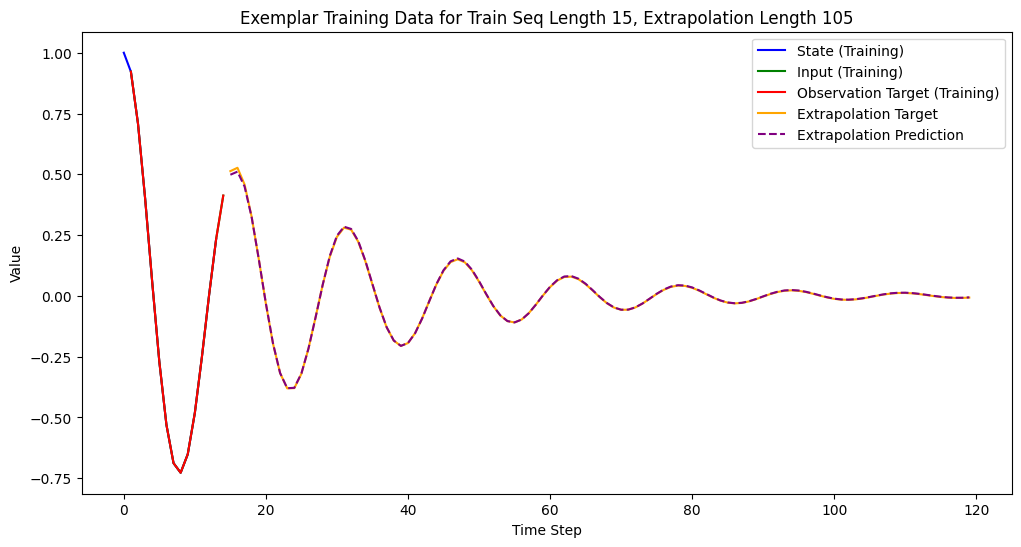 Exemplar Training Data for Train Seq Length 15, Extrapolation Length 105
State (Training)
Input (Training)
Observation Target (Training)
Extrapolation Target
Extrapolation Prediction
Value
1.00
0.75
0.50
0.25
0.00
−0.25
−0.50
−0.75
0 20 40 60 80 100 120
Time Step